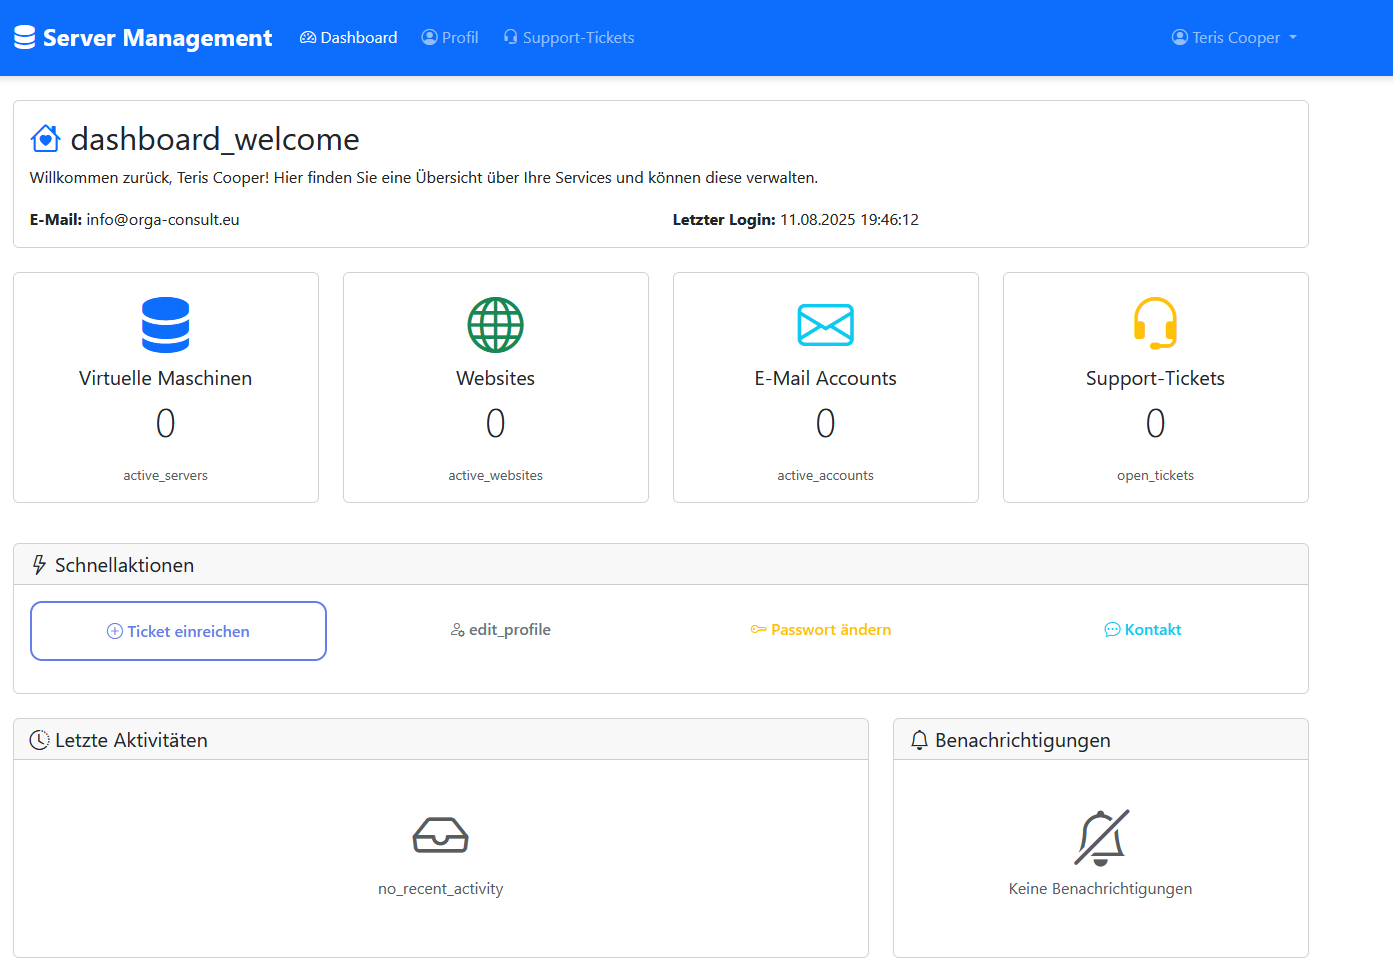 Server Management Dashboard Profil Support-Tickets Teris Cooper
dashboard_welcome
Willkommen zurück, Teris Cooper! Hier finden Sie eine Übersicht über Ihre Services und können diese verwalten.
E-Mail: info@orga-consult.eu Letzter Login: 11.08.2025 19:46:12
Virtuelle Maschinen
0
active_servers
Websites
0
active_websites
E-Mail Accounts
0
active_accounts
Support-Tickets
0
open_tickets
Schnellaktionen
Ticket einreichen edit_profile Passwort ändern Kontakt
Letzte Aktivitäten
no_recent_activity
Benachrichtigungen
Keine Benachrichtigungen